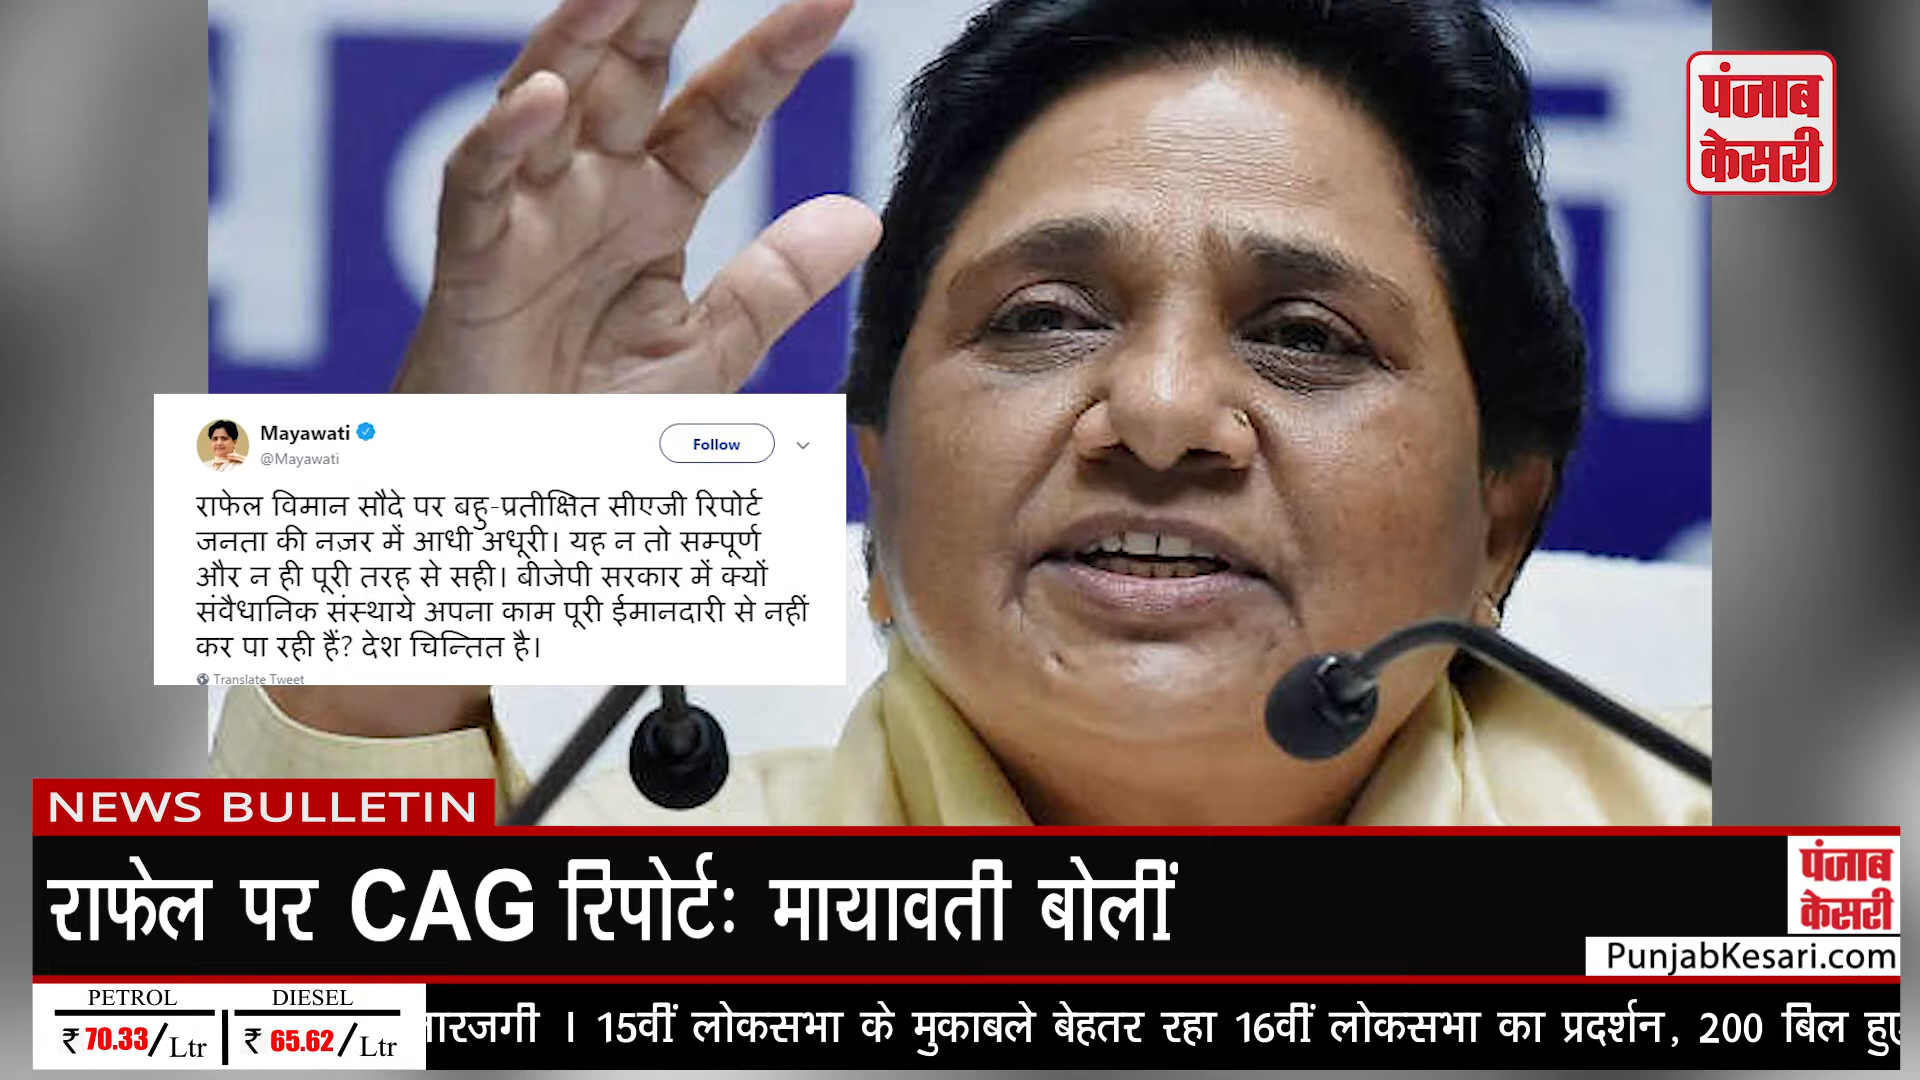 पंजाब
केसरी
Mayawati
@Mayawati
Follow
राफेल विमान सौदे पर बहु-प्रतीक्षित सीएजी रिपोर्ट
जनता की नज़र में आधी अधूरी। यह न तो सम्पूर्ण
और न ही पूरी तरह से सही। बीजेपी सरकार में क्यों
संवैधानिक संस्थाये अपना काम पूरी ईमानदारी से नहीं
कर पा रही हैं? देश चिन्तित है।
Translate Tweet
NEWS BULLETIN
राफेल पर CAG रिपोर्टः मायावती बोलीं
पंजाब
केसरी
PunjabKesari.com
PETROL
₹ 70.33/Ltr
DIESEL
₹ 65.62/Ltr
। 15वीं लोकसभा के मुकाबले बेहतर रहा 16वीं लोकसभा का प्रदर्शन, 200 बिल